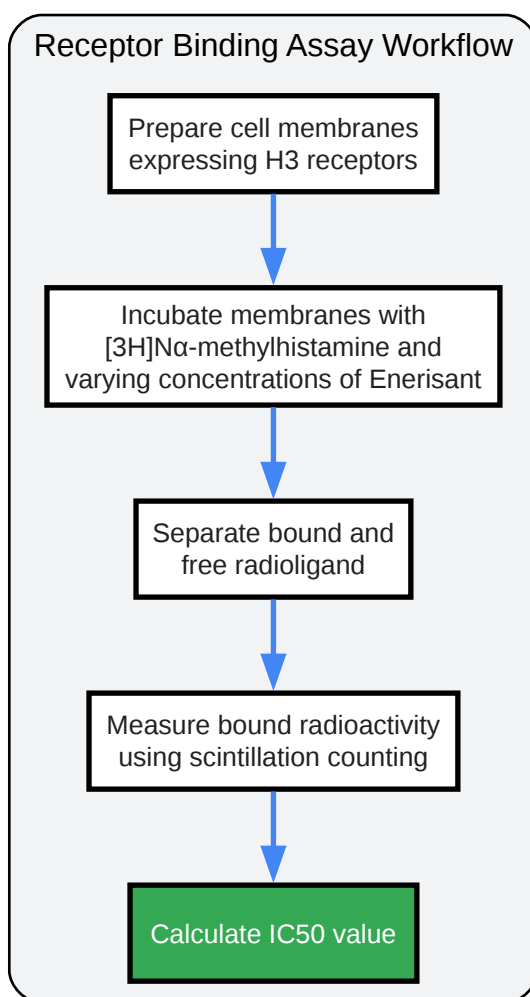 Receptor Binding Assay Workflow
Prepare cell membranes
expressing H3 receptors
Incubate membranes with
[3H]Nα-methylhistamine and
varying concentrations of Enerisant
Separate bound and
free radioligand
Measure bound radioactivity
using scintillation counting
Calculate IC50 value